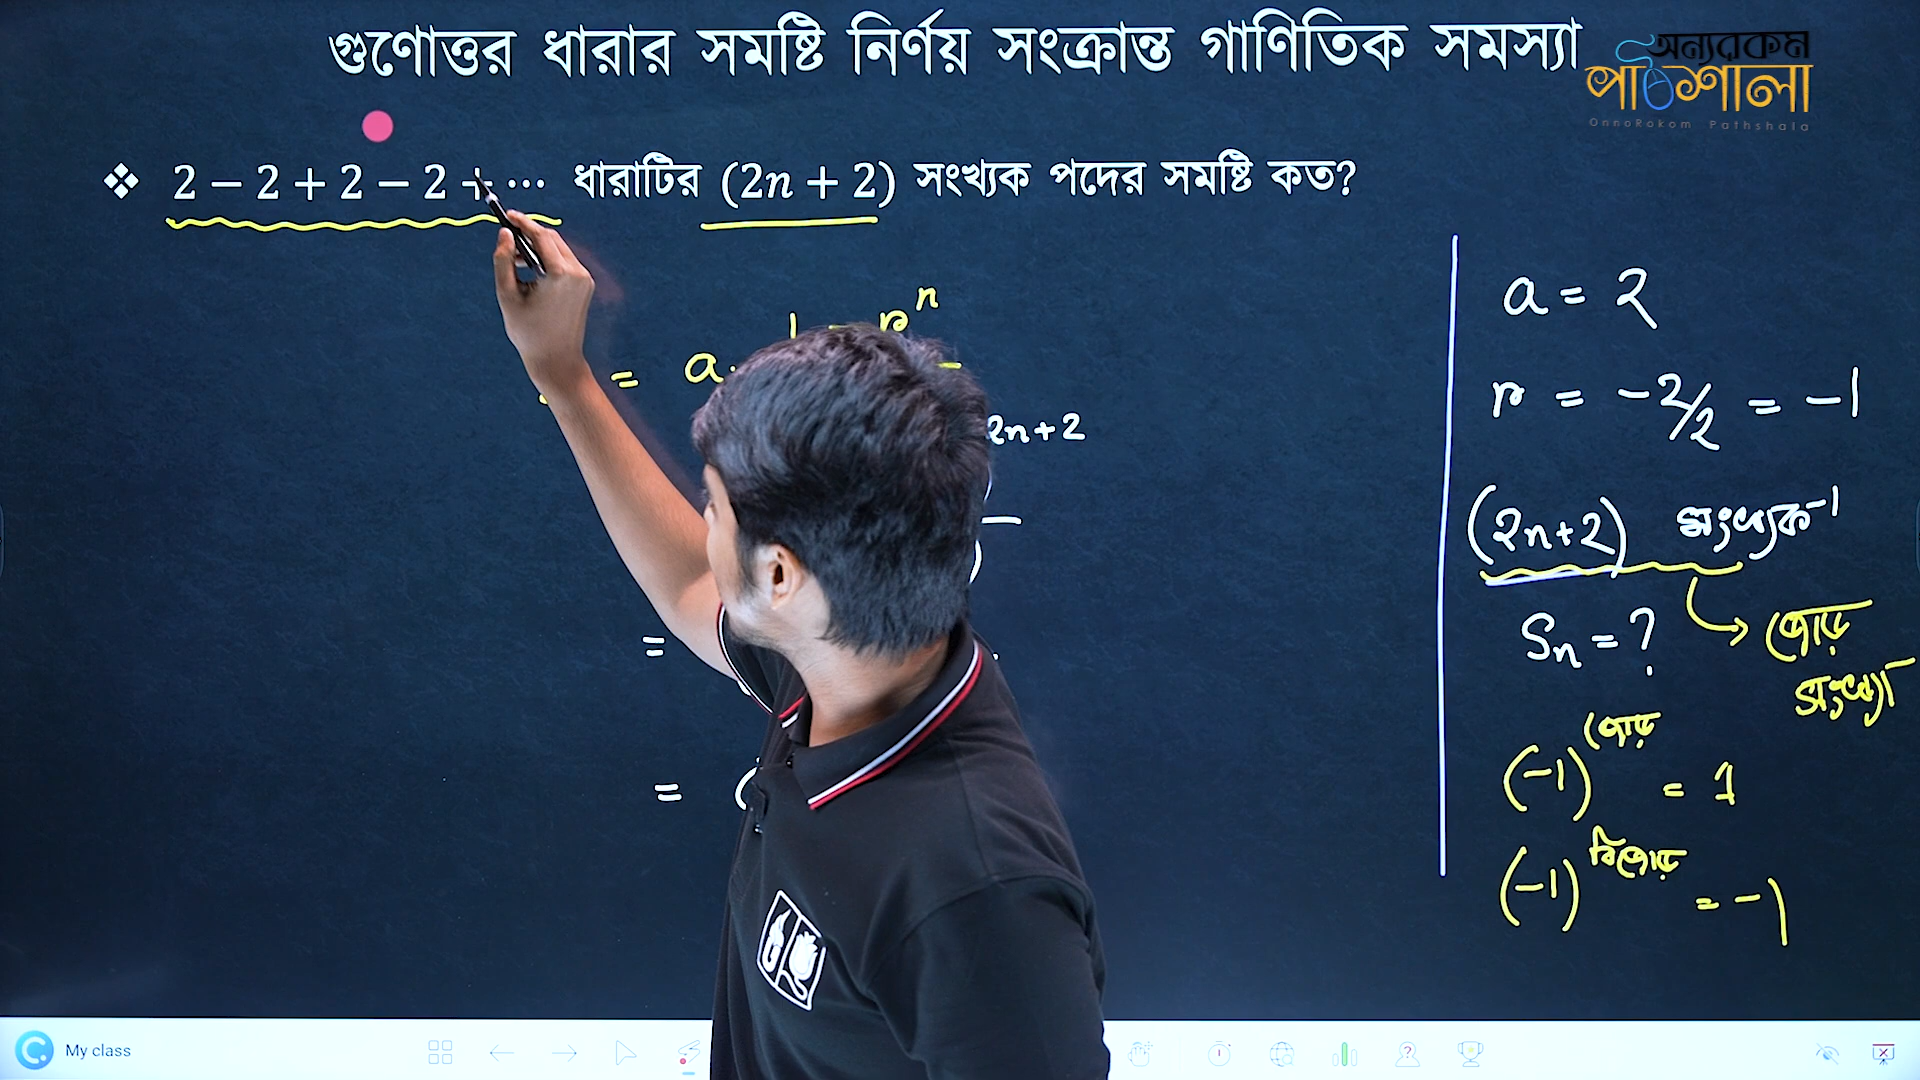 গুণোত্তর ধারার সমষ্টি নির্ণয় সংক্রান্ত গাণিতিক সমস্যা
অন্যরকম
পাঠশালা
OnnoRokom Pathshala
❖ 2 − 2 + 2 − 2 + ⋯ ধারাটির (2n + 2) সংখ্যক পদের সমষ্টি কত?
= a.
n
2n+2
=
= (
a = 2
r = -2/2 = -1
(2n+2) সংখ্যক
Sn = ?
জোড়
সংখ্যা
(-1)^জোড় = 1
(-1)^বিজোড় = -1
My class